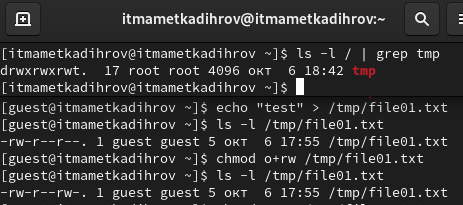 itmametkadihrov@itmametkadihrov:~
[itmametkadihrov@itmametkadihrov ~]$ ls -l / | grep tmp
drwxrwxrwt.  17 root root 4096 окт  6 18:42 tmp
[itmametkadihrov@itmametkadihrov ~]$
[guest@itmametkadihrov ~]$ echo "test" > /tmp/file01.txt
[guest@itmametkadihrov ~]$ ls -l /tmp/file01.txt
-rw-r--r--. 1 guest guest 5 окт  6 17:55 /tmp/file01.txt
[guest@itmametkadihrov ~]$ chmod o+rw /tmp/file01.txt
[guest@itmametkadihrov ~]$ ls -l /tmp/file01.txt
-rw-r--rw-. 1 guest guest 5 окт  6 17:55 /tmp/file01.txt